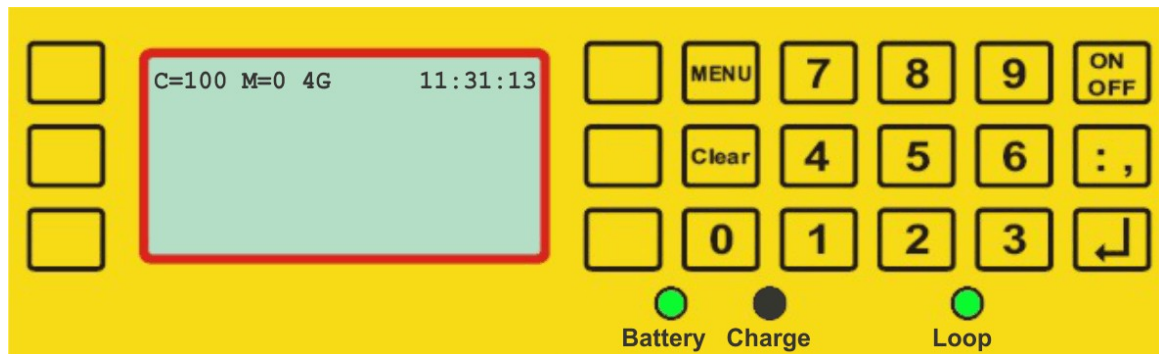 C=100 M=0 4G 11:31:13
MENU 7 8 9 ON OFF
Clear 4 5 6 : ,
0 1 2 3
Battery Charge Loop